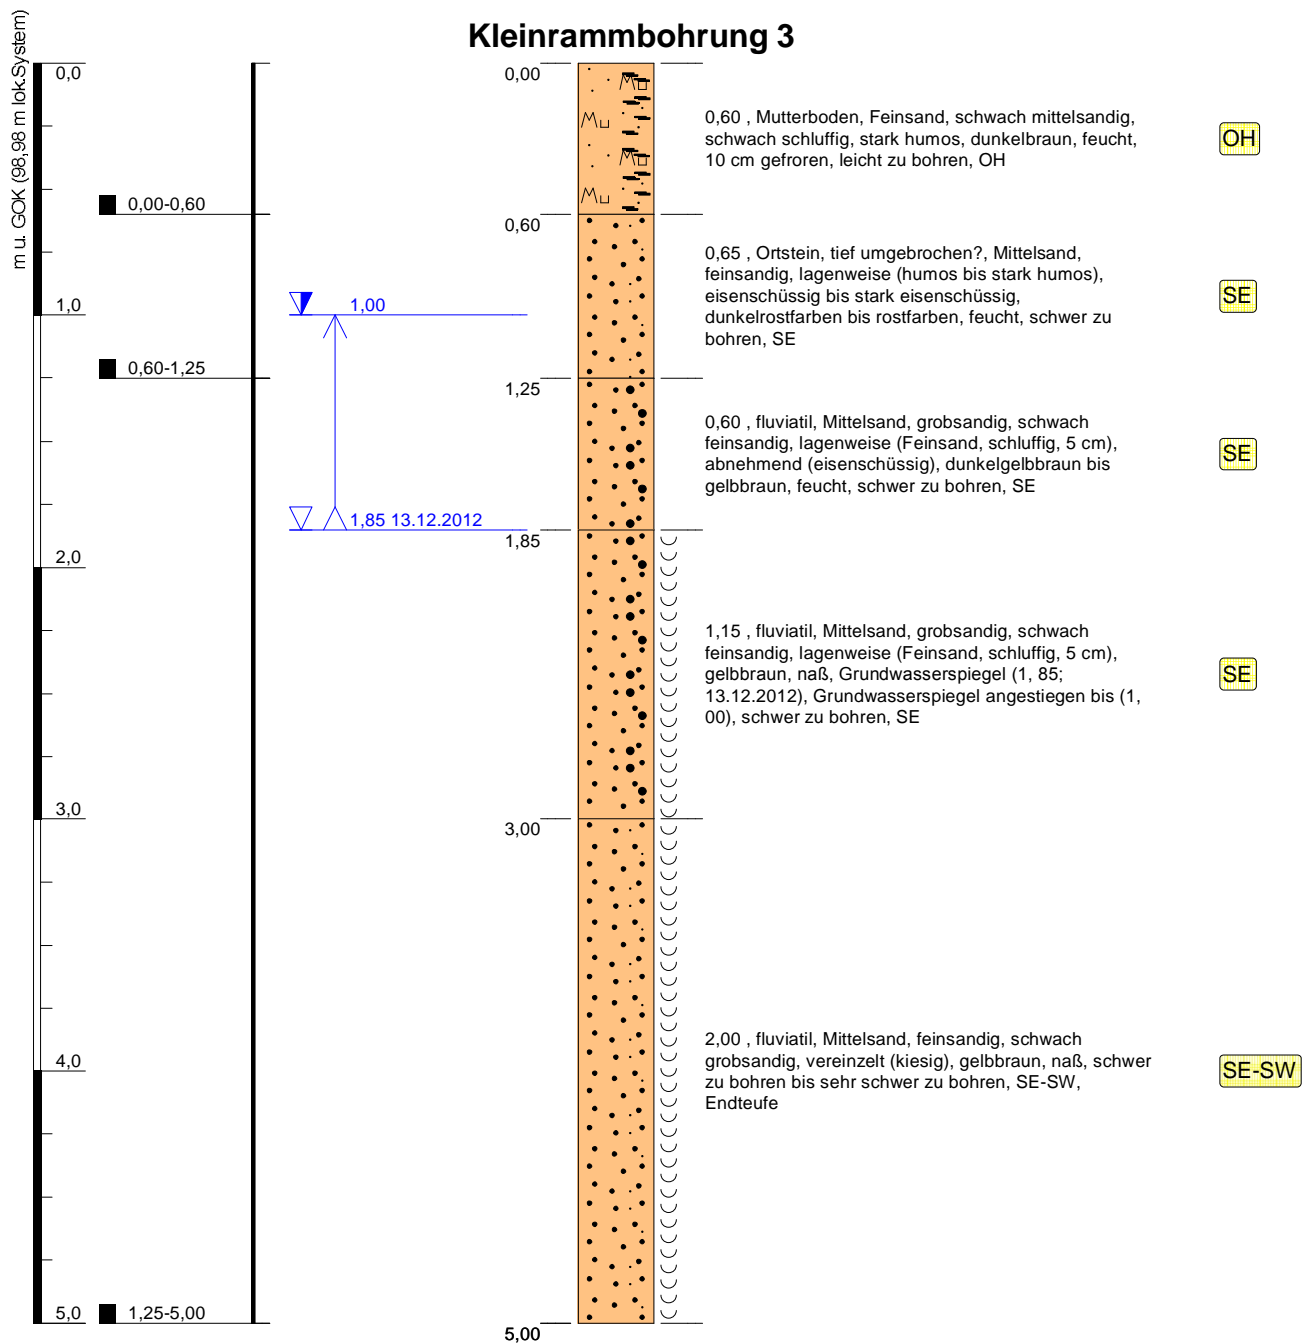 Kleinrammbohrung 3
m u. GOK (98,98 m lok.System)
0,0
1,0
2,0
3,0
4,0
5,0
0,00-0,60
0,60-1,25
1,25-5,00
1,00
1,85 13.12.2012
0,00
0,60
1,25
1,85
3,00
5,00
0,60 , Mutterboden, Feinsand, schwach mittelsandig,
schwach schluffig, stark humos, dunkelbraun, feucht,
10 cm gefroren, leicht zu bohren, OH
OH
0,65 , Ortstein, tief umgebrochen?, Mittelsand,
feinsandig, lagenweise (humos bis stark humos),
eisenschüssig bis stark eisenschüssig,
dunkelrostfarben bis rostfarben, feucht, schwer zu
bohren, SE
SE
0,60 , fluviatil, Mittelsand, grobsandig, schwach
feinsandig, lagenweise (Feinsand, schluffig, 5 cm),
abnehmend (eisenschüssig), dunkelgelbbraun bis
gelbbraun, feucht, schwer zu bohren, SE
SE
1,15 , fluviatil, Mittelsand, grobsandig, schwach
feinsandig, lagenweise (Feinsand, schluffig, 5 cm),
gelbbraun, naß, Grundwasserspiegel (1, 85;
13.12.2012), Grundwasserspiegel angestiegen bis (1,
00), schwer zu bohren, SE
SE
2,00 , fluviatil, Mittelsand, feinsandig, schwach
grobsandig, vereinzelt (kiesig), gelbbraun, naß, schwer
zu bohren bis sehr schwer zu bohren, SE-SW,
Endteufe
SE-SW
Mu
Mu
Mu
Mu